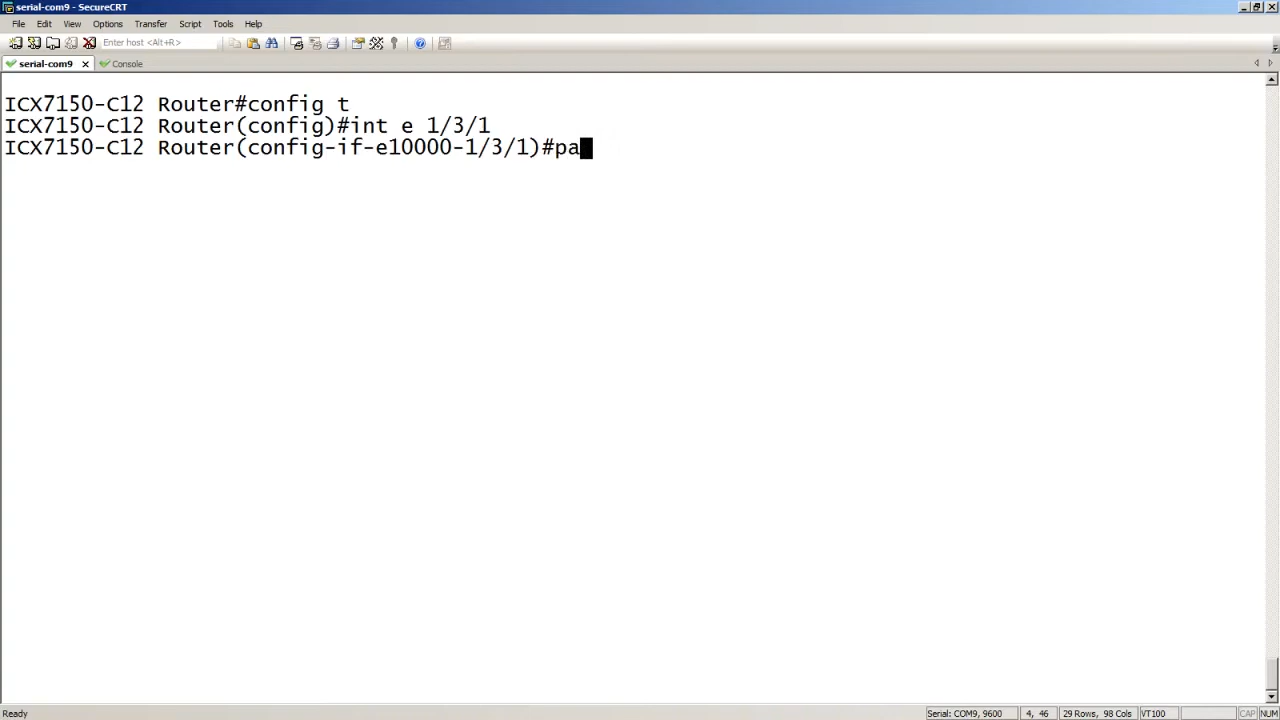 serial-com9 - SecureCRT
File Edit View Options Transfer Script Tools Help
Enter host <Alt+R>
serial-com9 Console
ICX7150-C12 Router#config t
ICX7150-C12 Router(config)#int e 1/3/1
ICX7150-C12 Router(config-if-e10000-1/3/1)#pa
Ready Serial: COM9, 9600 4, 46 29 Rows, 98 Cols VT100 CAP NUM